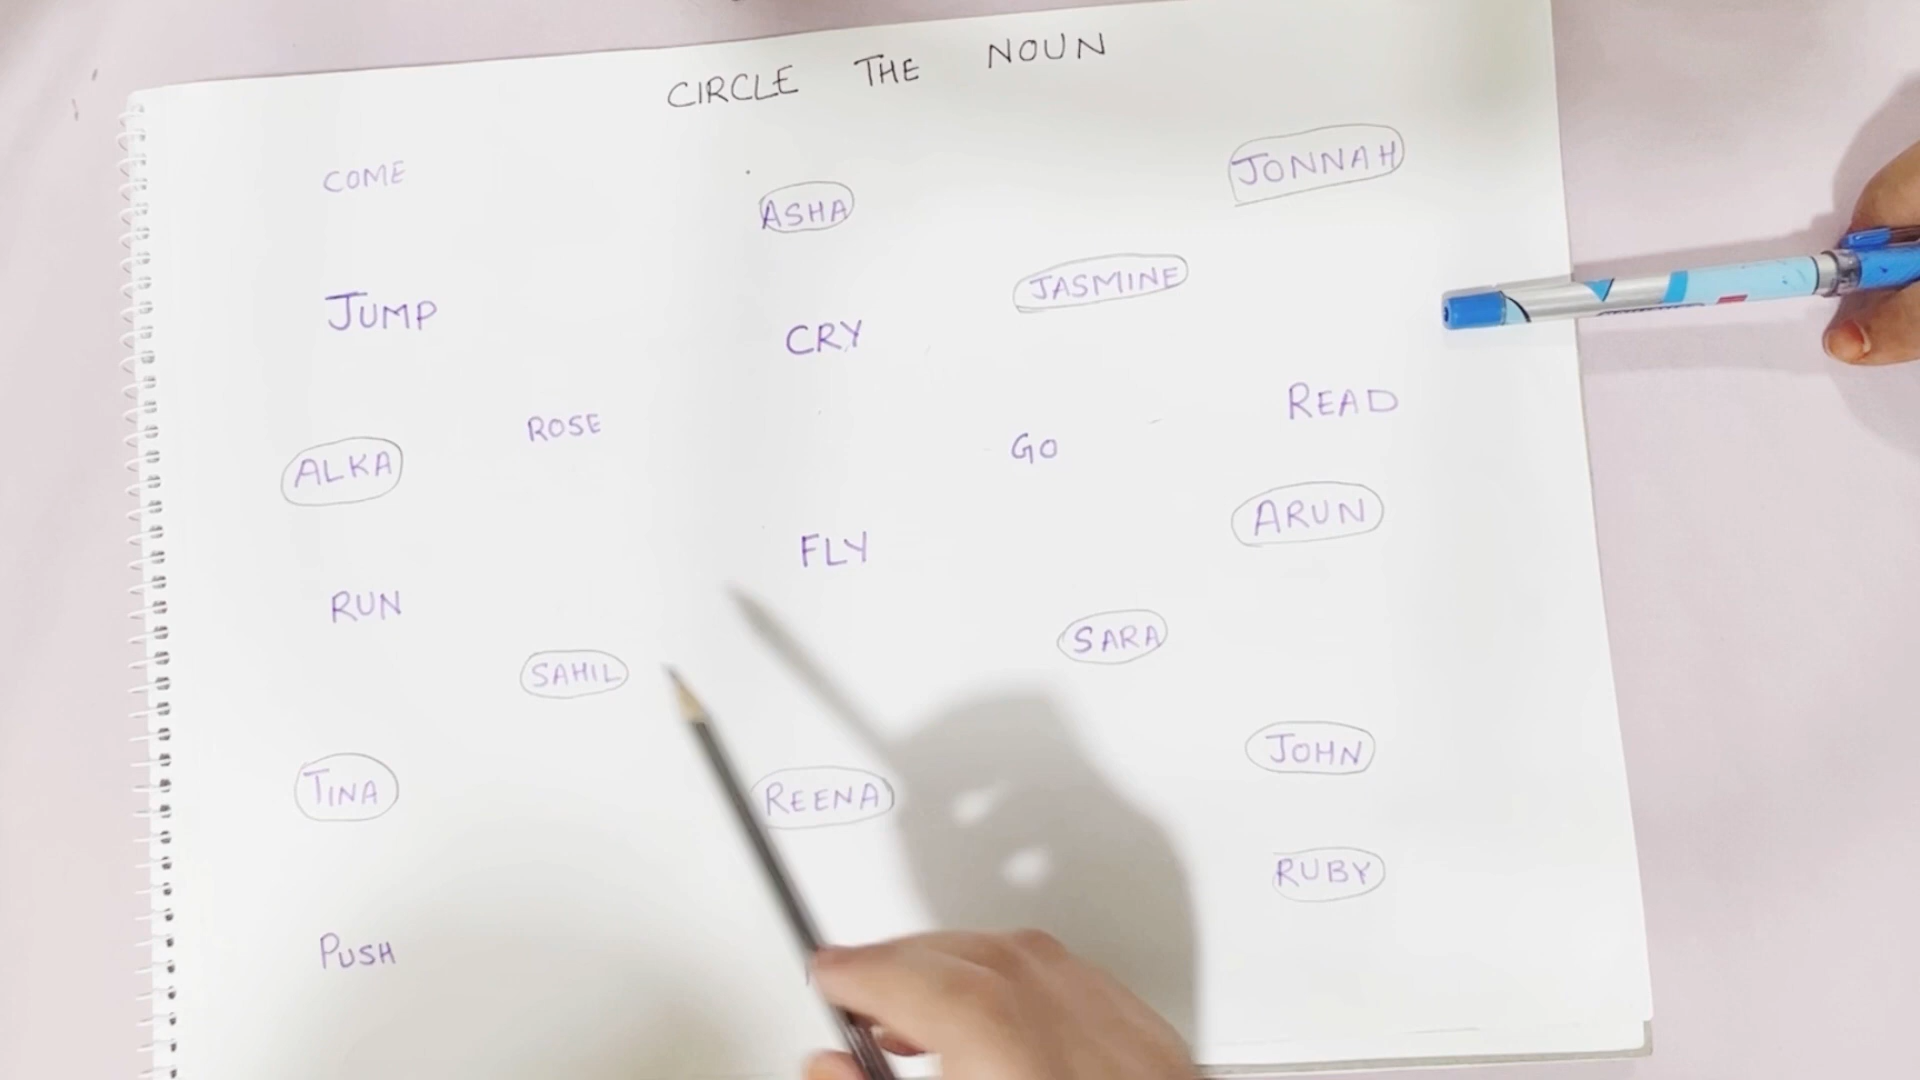 CIRCLE THE NOUN
COME
ASHA
JONNAH
JASMINE
JUMP
CRY
READ
ROSE
GO
ALKA
ARUN
FLY
RUN
SARA
SAHIL
JOHN
TINA
REENA
RUBY
PUSH